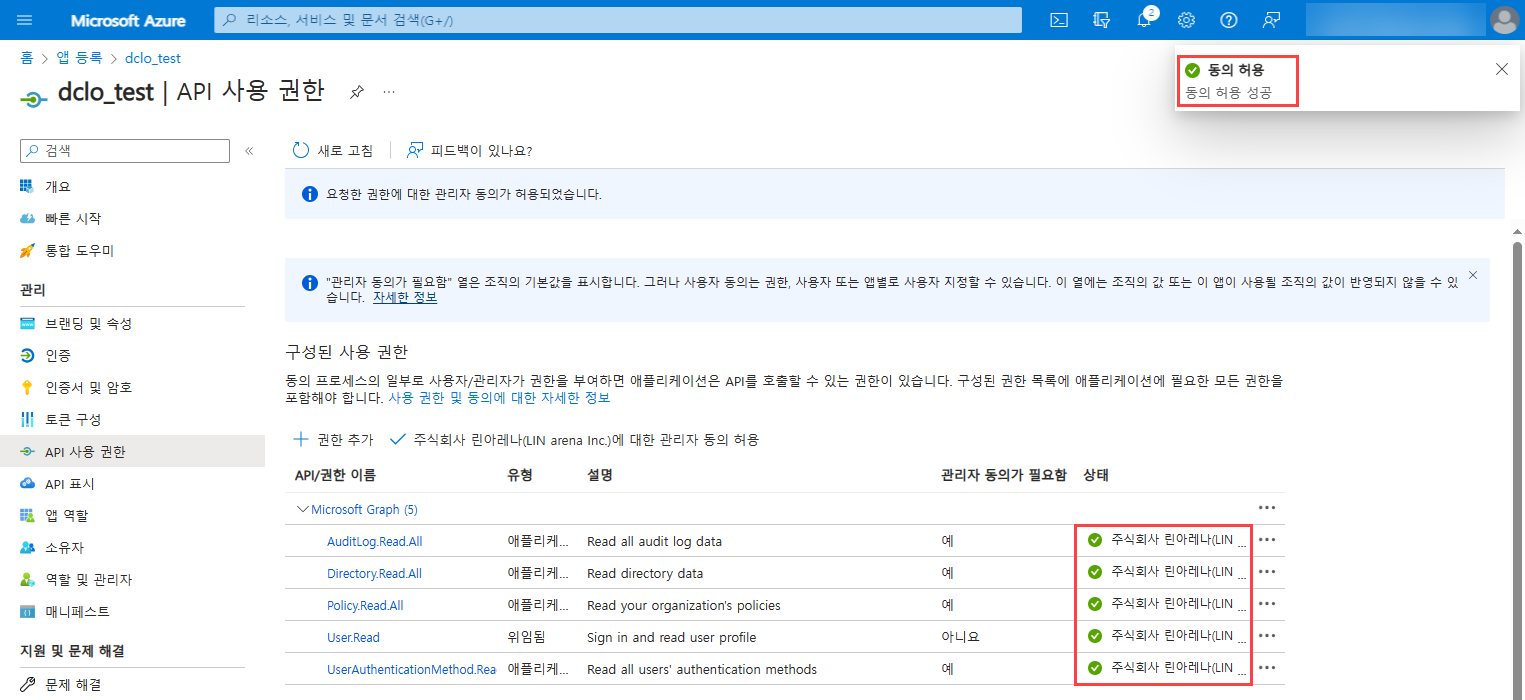 Microsoft Azure
리소스, 서비스 및 문서 검색(G+/)
2
홈 > 앱 등록 > dclo_test
동의 허용
동의 허용 성공
dclo_test | API 사용 권한
검색
새로 고침
피드백이 있나요?
개요
빠른 시작
통합 도우미
관리
브랜딩 및 속성
인증
인증서 및 암호
토큰 구성
API 사용 권한
API 표시
앱 역할
소유자
역할 및 관리자
매니페스트
지원 및 문제 해결
문제 해결
요청한 권한에 대한 관리자 동의가 허용되었습니다.
"관리자 동의가 필요함" 열은 조직의 기본값을 표시합니다. 그러나 사용자 동의는 권한, 사용자 또는 앱별로 사용자 지정할 수 있습니다. 이 열에는 조직의 값 또는 이 앱이 사용될 조직의 값이 반영되지 않을 수 있
습니다. 자세한 정보
구성된 사용 권한
동의 프로세스의 일부로 사용자/관리자가 권한을 부여하면 애플리케이션은 API를 호출할 수 있는 권한이 있습니다. 구성된 권한 목록에 애플리케이션에 필요한 모든 권한을
포함해야 합니다. 사용 권한 및 동의에 대한 자세한 정보
권한 추가
주식회사 린아레나(LIN arena Inc.)에 대한 관리자 동의 허용
API/권한 이름 유형 설명 관리자 동의가 필요함 상태
Microsoft Graph (5)
AuditLog.Read.All 애플리케... Read all audit log data 예 주식회사 린아레나(LIN ...
Directory.Read.All 애플리케... Read directory data 예 주식회사 린아레나(LIN ...
Policy.Read.All 애플리케... Read your organization's policies 예 주식회사 린아레나(LIN ...
User.Read 위임됨 Sign in and read user profile 아니요 주식회사 린아레나(LIN ...
UserAuthenticationMethod.Rea 애플리케... Read all users' authentication methods 예 주식회사 린아레나(LIN ...